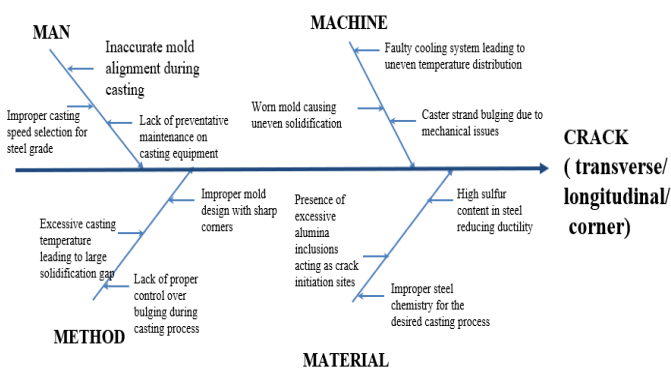 MAN
Inaccurate mold
alignment during
casting
Improper casting
speed selection for
steel grade
Lack of preventative
maintenance on
casting equipment
MACHINE
Faulty cooling system leading to
uneven temperature distribution
Worn mold causing
uneven solidification
Caster strand bulging due to
mechanical issues
CRACK
( transverse/
longitudinal/
corner)
Improper mold
design with sharp
corners
Excessive casting
temperature
leading to large
solidification gap
Lack of proper
control over
bulging during
casting process
METHOD
High sulfur
content in steel
reducing ductility
Presence of
excessive
alumina
inclusions
acting as crack
initiation sites
Improper steel
chemistry for the
desired casting process
MATERIAL